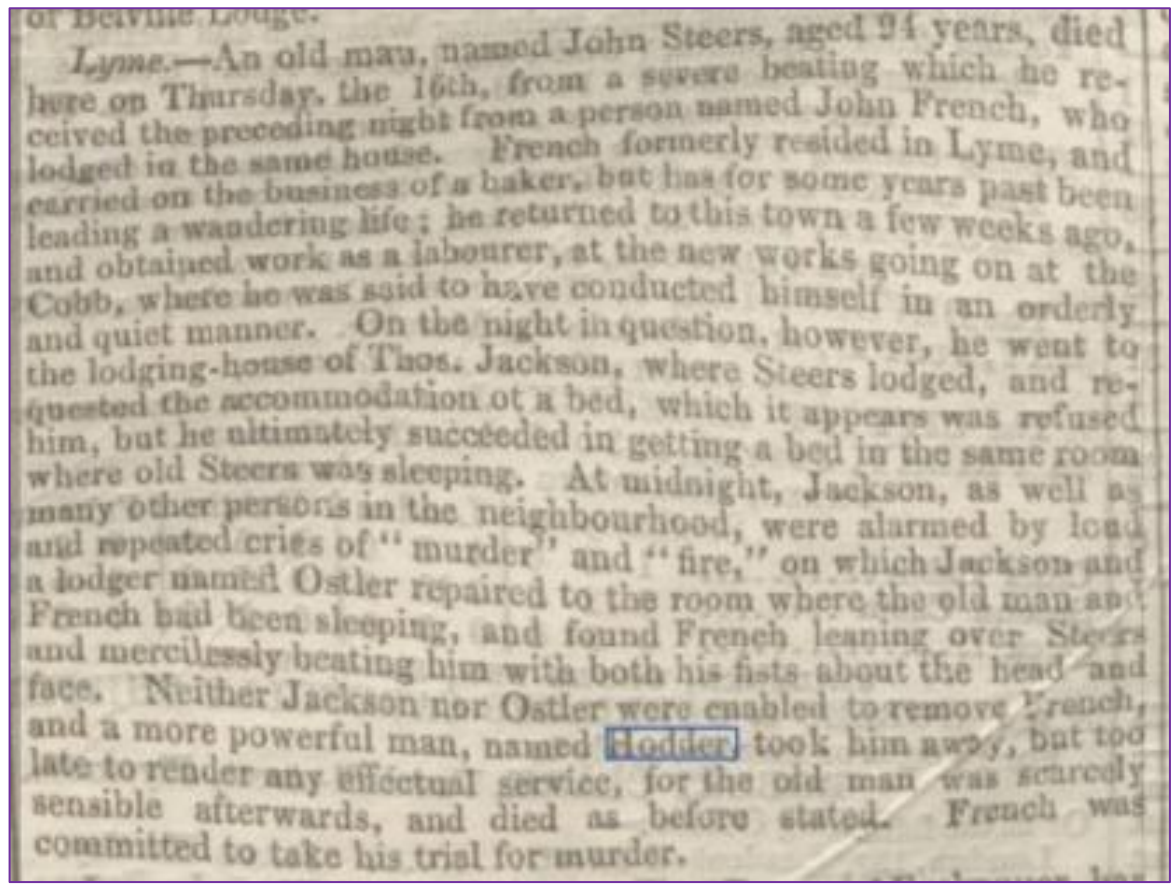 of Belville Lodge.
Lyme.—An old man, named John Steers, aged 94 years, died
here on Thursday, the 16th, from a severe beating which he re-
ceived the preceding night from a person named John French, who
lodged in the same house. French formerly resided in Lyme, and
carried on the business of a baker, but has for some years past been
leading a wandering life; he returned to this town a few weeks ago,
and obtained work as a labourer, at the new works going on at the
Cobb, where he was said to have conducted himself in an orderly
and quiet manner. On the night in question, however, he went to
the lodging-house of Thos. Jackson, where Steers lodged, and re-
quested the accommodation of a bed, which it appears was refused
him, but he ultimately succeeded in getting a bed in the same room
where old Steers was sleeping. At midnight, Jackson, as well as
many other persons in the neighbourhood, were alarmed by loud
and repeated cries of "murder" and "fire," on which Jackson and
a lodger named Ostler repaired to the room where the old man and
French had been sleeping, and found French leaning over Steers
and mercilessly beating him with both his fists about the head and
face. Neither Jackson nor Ostler were enabled to remove French,
and a more powerful man, named Hodder, took him away, but too
late to render any effectual service, for the old man was scarcely
sensible afterwards, and died as before stated. French was
committed to take his trial for murder.